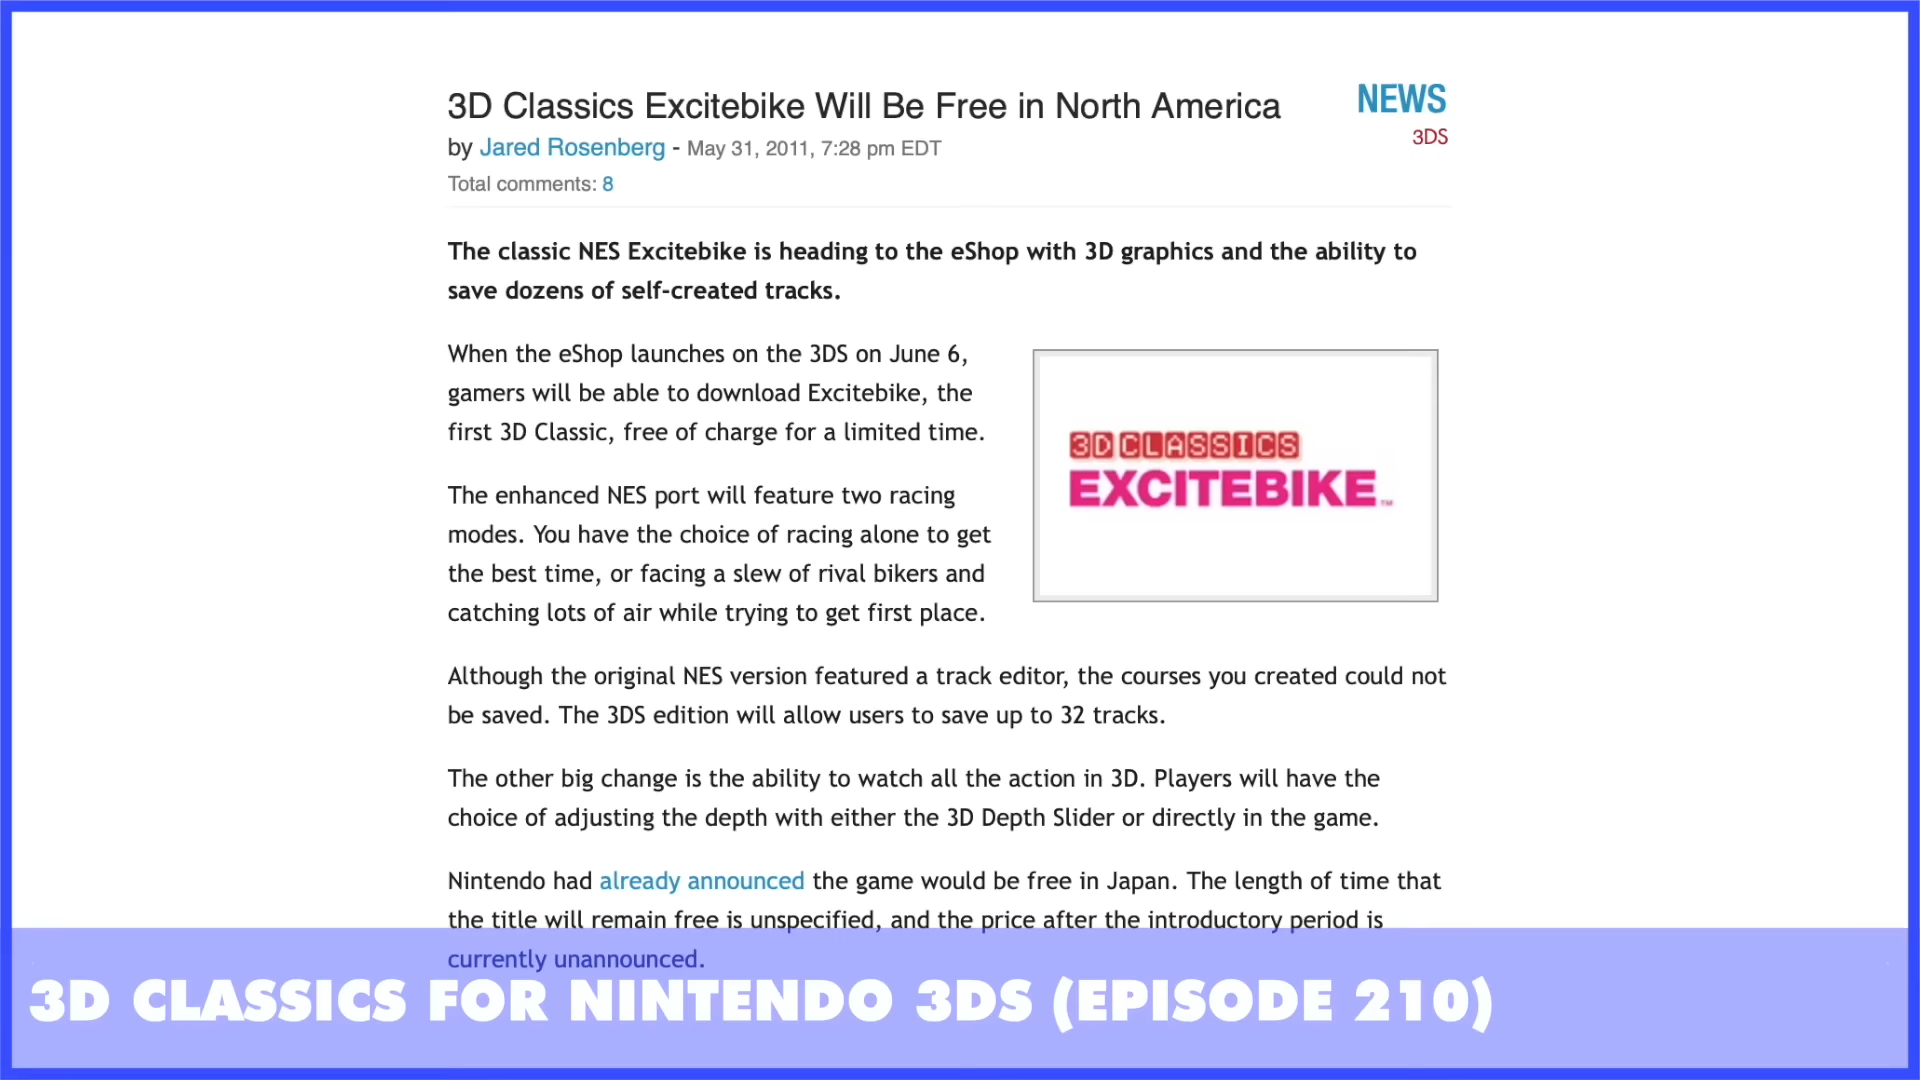 3D Classics Excitebike Will Be Free in North America
NEWS
by Jared Rosenberg - May 31, 2011, 7:28 pm EDT
3DS
Total comments: 8
The classic NES Excitebike is heading to the eShop with 3D graphics and the ability to
save dozens of self-created tracks.
When the eShop launches on the 3DS on June 6,
gamers will be able to download Excitebike, the
first 3D Classic, free of charge for a limited time.
The enhanced NES port will feature two racing
modes. You have the choice of racing alone to get
the best time, or facing a slew of rival bikers and
catching lots of air while trying to get first place.
3D CLASSICS
EXCITEBIKE™
Although the original NES version featured a track editor, the courses you created could not
be saved. The 3DS edition will allow users to save up to 32 tracks.
The other big change is the ability to watch all the action in 3D. Players will have the
choice of adjusting the depth with either the 3D Depth Slider or directly in the game.
Nintendo had already announced the game would be free in Japan. The length of time that
the title will remain free is unspecified, and the price after the introductory period is
currently unannounced.
3D CLASSICS FOR NINTENDO 3DS (EPISODE 210)